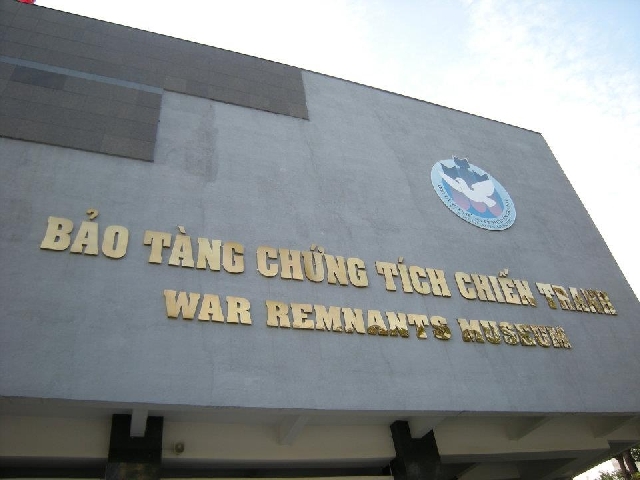 BẢO TÀNG CHỨNG TÍCH CHIẾN TRANH
WAR REMNANTS MUSEUM